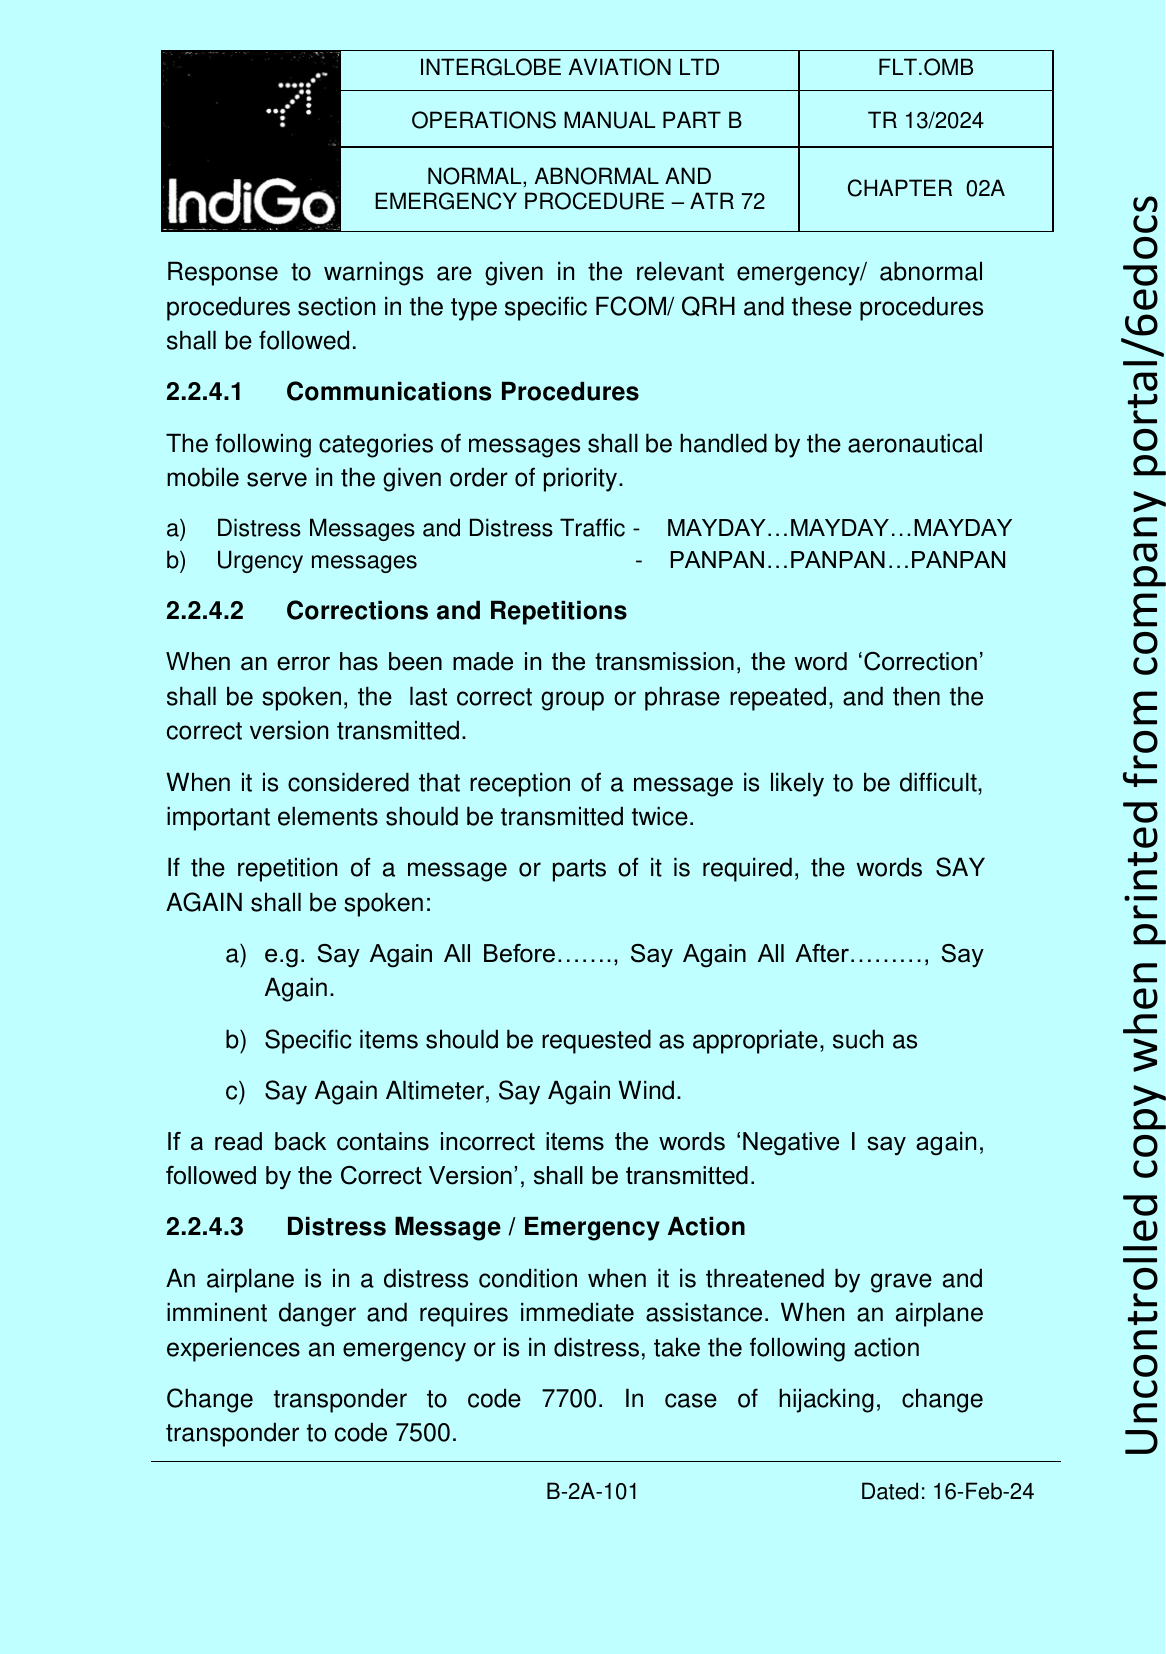 IndiGo
INTERGLOBE AVIATION LTD
FLT.OMB
OPERATIONS MANUAL PART B
TR 13/2024
NORMAL, ABNORMAL AND
EMERGENCY PROCEDURE – ATR 72
CHAPTER  02A
Response to warnings are given in the relevant emergency/ abnormal
procedures section in the type specific FCOM/ QRH and these procedures
shall be followed.
2.2.4.1 Communications Procedures
The following categories of messages shall be handled by the aeronautical
mobile serve in the given order of priority.
a) Distress Messages and Distress Traffic - MAYDAY…MAYDAY…MAYDAY
b) Urgency messages - PANPAN…PANPAN…PANPAN
2.2.4.2 Corrections and Repetitions
When an error has been made in the transmission, the word ‘Correction’
shall be spoken, the  last correct group or phrase repeated, and then the
correct version transmitted.
When it is considered that reception of a message is likely to be difficult,
important elements should be transmitted twice.
If the repetition of a message or parts of it is required, the words SAY
AGAIN shall be spoken:
a) e.g. Say Again All Before……., Say Again All After………, Say
Again.
b) Specific items should be requested as appropriate, such as
c) Say Again Altimeter, Say Again Wind.
If a read back contains incorrect items the words ‘Negative I say again,
followed by the Correct Version’, shall be transmitted.
2.2.4.3 Distress Message / Emergency Action
An airplane is in a distress condition when it is threatened by grave and
imminent danger and requires immediate assistance. When an airplane
experiences an emergency or is in distress, take the following action
Change transponder to code 7700. In case of hijacking, change
transponder to code 7500.
B-2A-101
Dated: 16-Feb-24
Uncontrolled copy when printed from company portal/6edocs